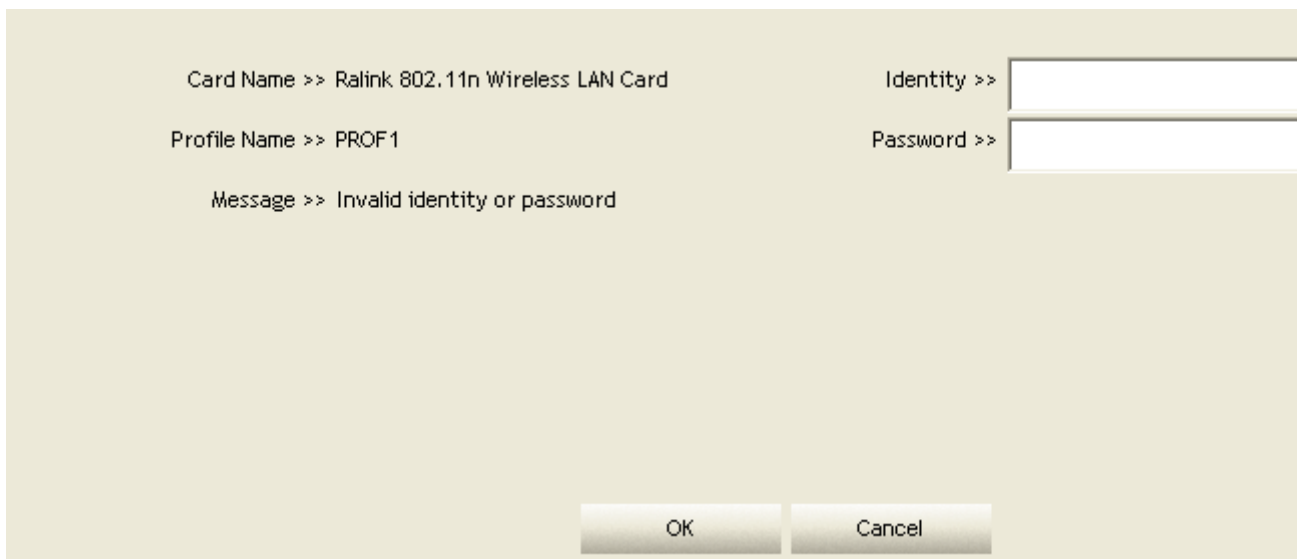 Card Name >> Ralink 802.11n Wireless LAN Card
Identity >>
Profile Name >> PROF1
Password >>
Message >> Invalid identity or password
OK
Cancel